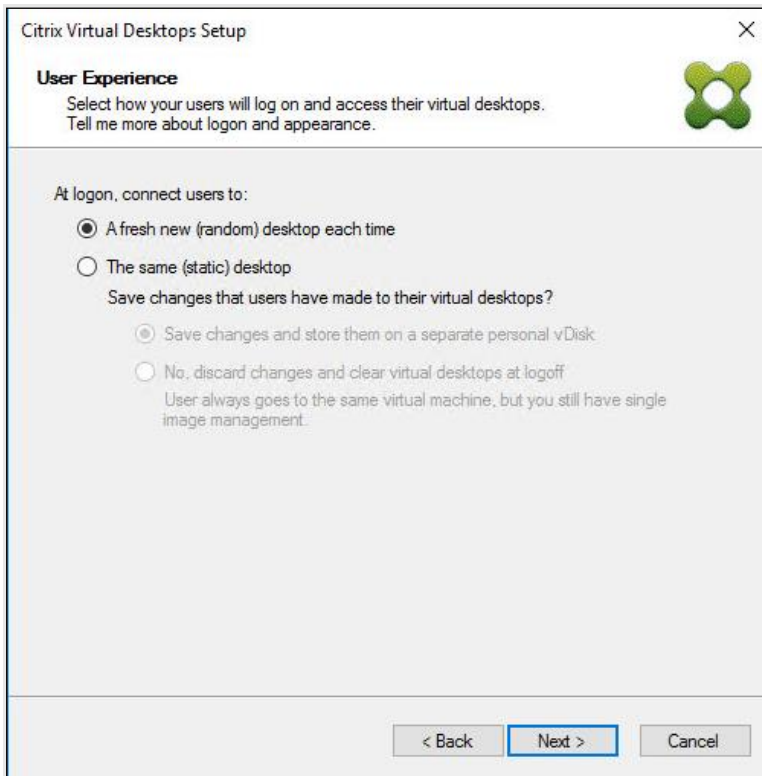 Citrix Virtual Desktops Setup
User Experience
Select how your users will log on and access their virtual desktops.
Tell me more about logon and appearance.
At logon, connect users to:
A fresh new (random) desktop each time
The same (static) desktop
Save changes that users have made to their virtual desktops?
Save changes and store them on a separate personal vDisk
No, discard changes and clear virtual desktops at logoff
User always goes to the same virtual machine, but you still have single
image management.
< Back
Next >
Cancel